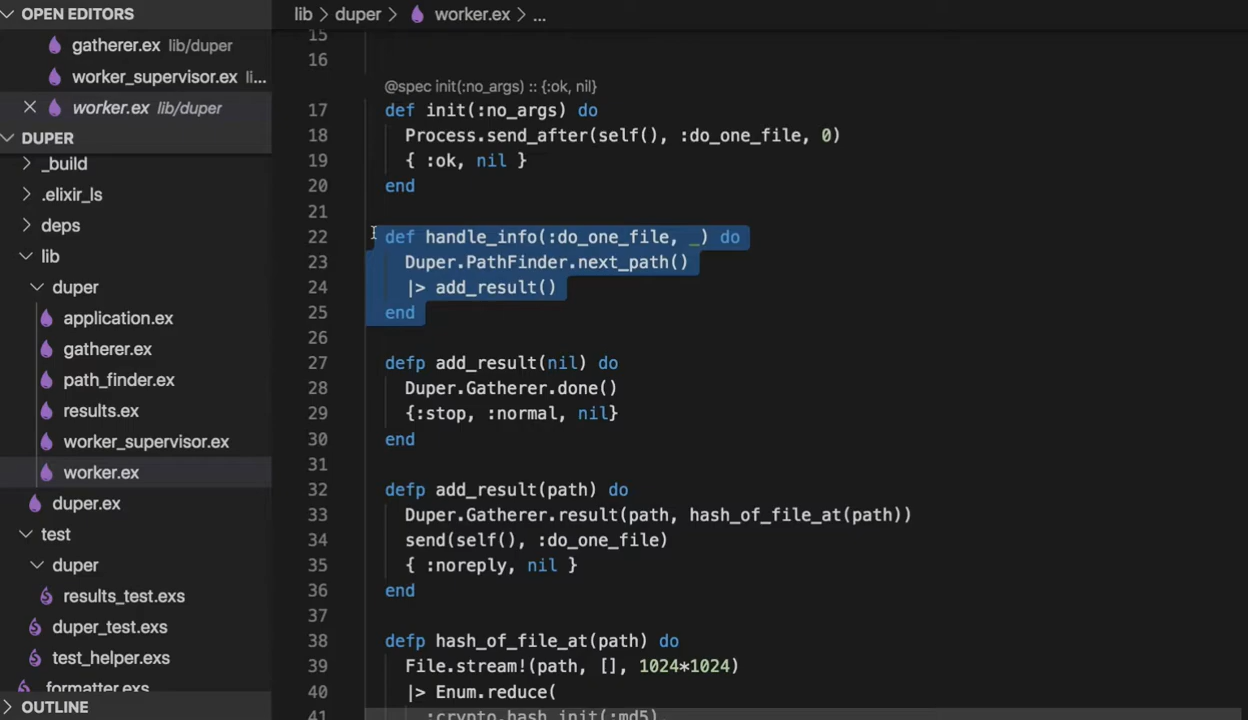 OPEN EDITORS
gatherer.ex lib/duper
worker_supervisor.ex li...
worker.ex lib/duper
DUPER
_build
.elixir_ls
deps
lib
duper
application.ex
gatherer.ex
path_finder.ex
results.ex
worker_supervisor.ex
worker.ex
duper.ex
test
duper
results_test.exs
duper_test.exs
test_helper.exs
formatter.exs
OUTLINE
lib > duper > worker.ex > ...
15
16
@spec init(:no_args) :: {:ok, nil}
17 def init(:no_args) do
18 Process.send_after(self(), :do_one_file, 0)
19 { :ok, nil }
20 end
21
22 def handle_info(:do_one_file, _) do
23 Duper.PathFinder.next_path()
24 |> add_result()
25 end
26
27 defp add_result(nil) do
28 Duper.Gatherer.done()
29 {:stop, :normal, nil}
30 end
31
32 defp add_result(path) do
33 Duper.Gatherer.result(path, hash_of_file_at(path))
34 send(self(), :do_one_file)
35 { :noreply, nil }
36 end
37
38 defp hash_of_file_at(path) do
39 File.stream!(path, [], 1024*1024)
40 |> Enum.reduce(
41 :crypto.hash_init(:md5),